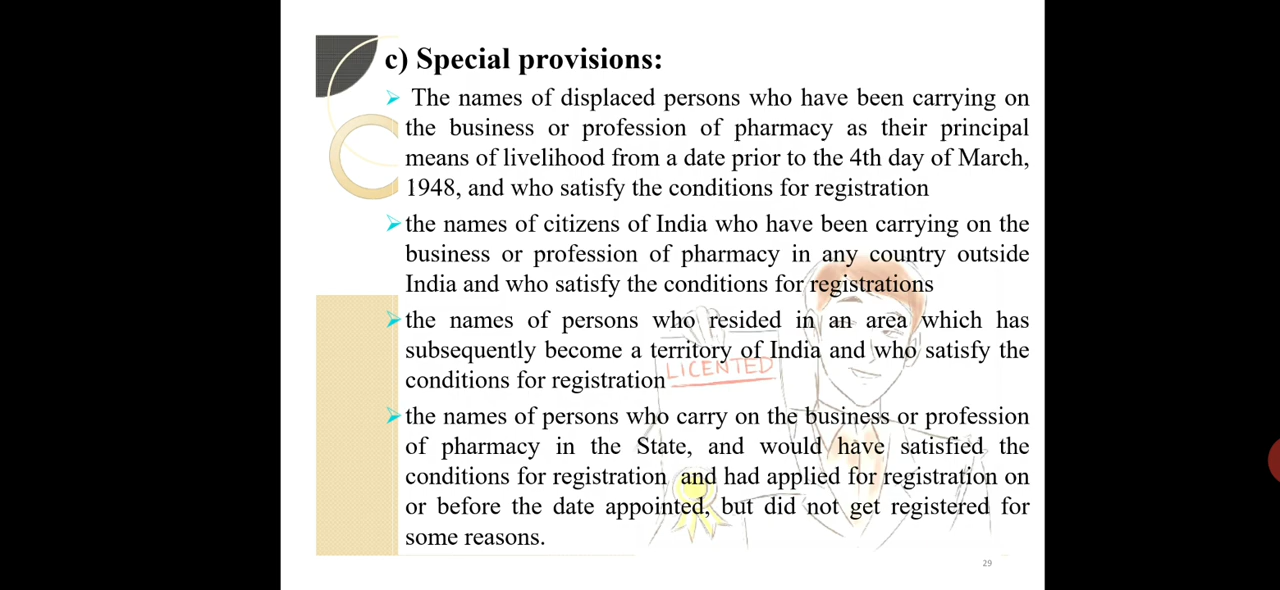 c) Special provisions:
The names of displaced persons who have been carrying on
the business or profession of pharmacy as their principal
means of livelihood from a date prior to the 4th day of March,
1948, and who satisfy the conditions for registration
the names of citizens of India who have been carrying on the
business or profession of pharmacy in any country outside
India and who satisfy the conditions for registrations
the names of persons who resided in an area which has
subsequently become a territory of India and who satisfy the
conditions for registration
LICENTED
the names of persons who carry on the business or profession
of pharmacy in the State, and would have satisfied the
conditions for registration and had applied for registration on
or before the date appointed, but did not get registered for
some reasons.
29